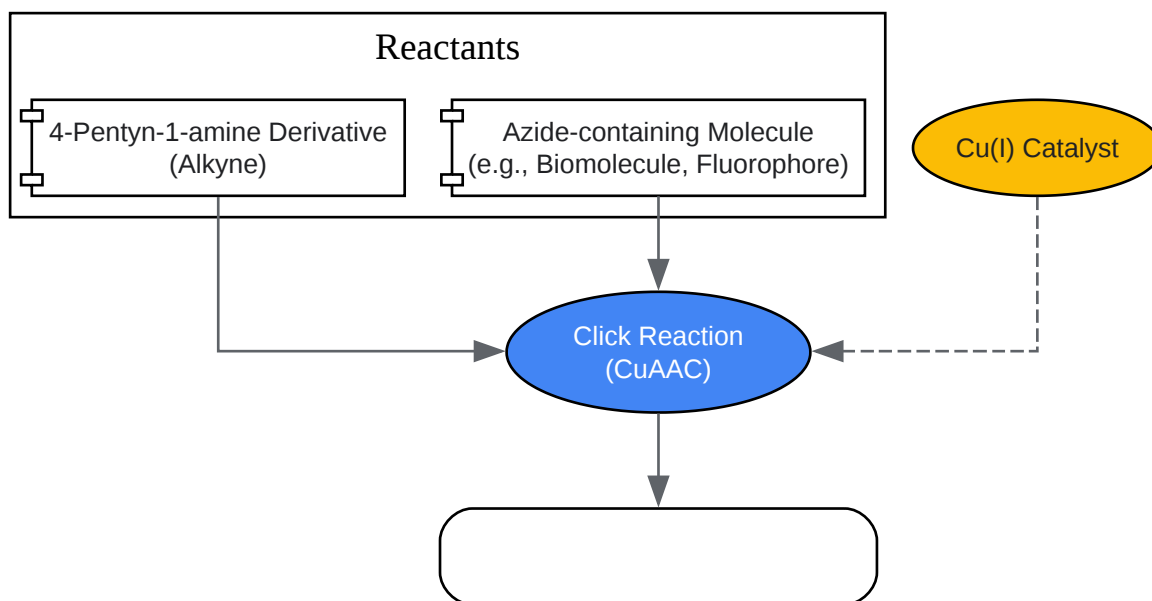 Reactants
4-Pentyn-1-amine Derivative
(Alkyne)
Azide-containing Molecule
(e.g., Biomolecule, Fluorophore)
Cu(I) Catalyst
Click Reaction
(CuAAC)